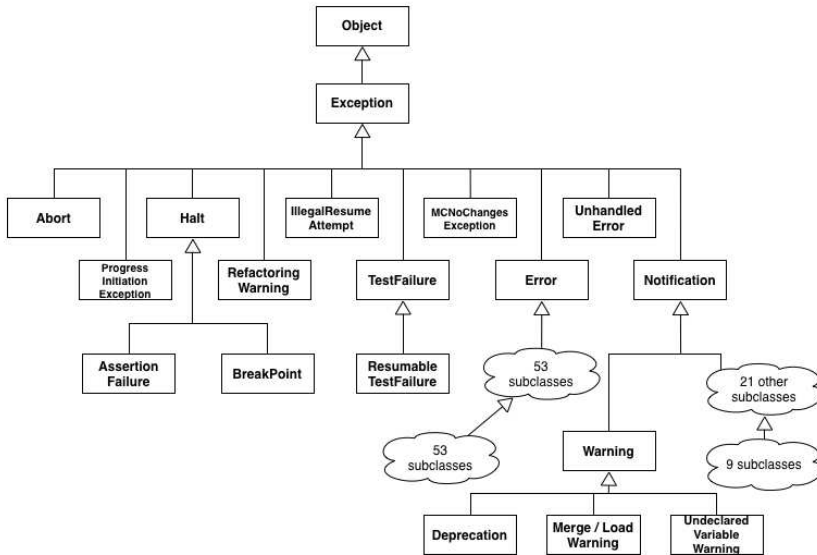 Object
Exception
Abort
Halt
IllegalResume
Attempt
MCNoChanges
Exception
Unhandled
Error
Progress
Initiation
Exception
Refactoring
Warning
TestFailure
Error
Notification
Assertion
Failure
BreakPoint
Resumable
TestFailure
53
subclasses
21 other
subclasses
53
subclasses
Warning
9 subclasses
Deprecation
Merge / Load
Warning
Undeclared
Variable
Warning